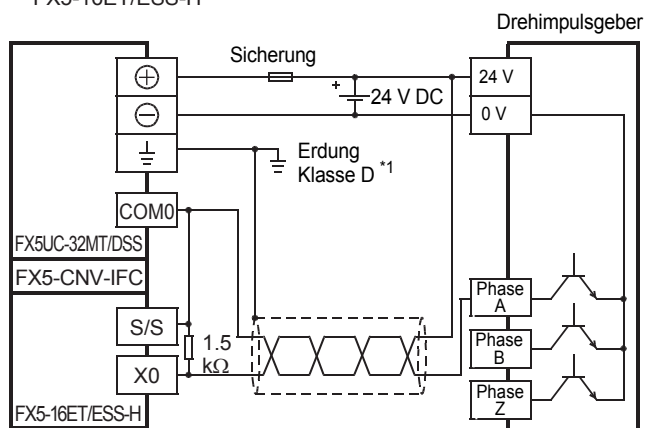 FX5-16ET/ESS-H
Drehimpulsgeber
Sicherung
+
24 V DC
24 V
0 V
Erdung
Klasse D *1
COM0
FX5UC-32MT/DSS
FX5-CNV-IFC
S/S
1.5
kΩ
X0
FX5-16ET/ESS-H
Phase
A
Phase
B
Phase
Z